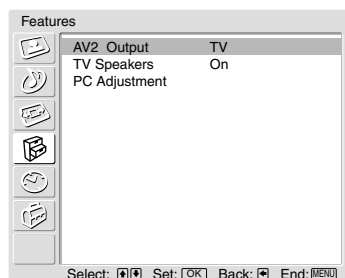 Features
AV2 Output TV
TV Speakers On
PC Adjustment
Select: Set: OK Back: End: MENU